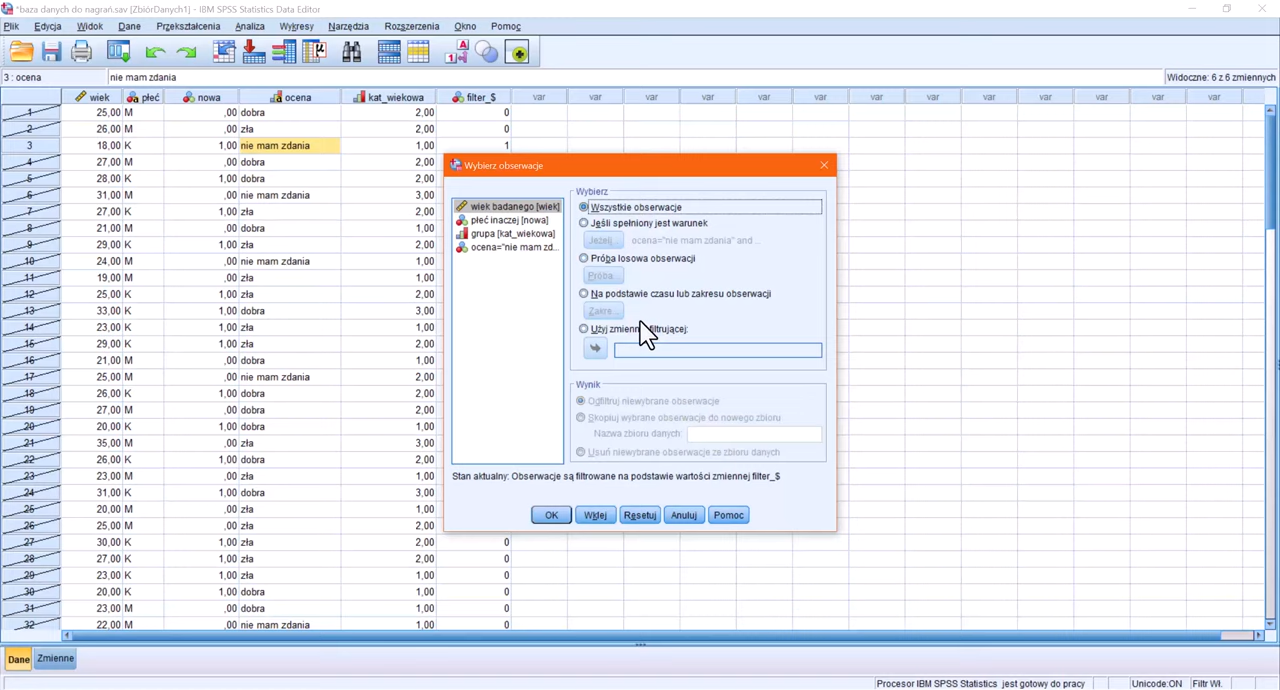 *baza danych do nagrań.sav [ZbiórDanych1] - IBM SPSS Statistics Data Editor
Plik Edycja Widok Dane Przekształcenia Analiza Wykresy Narzędzia Rozszerzenia Okno Pomoc
3 : ocena nie mam zdania Widoczne: 6 z 6 zmiennych
wiek płeć nowa ocena kat_wiekowa filter_$ var var var var var var var var var var var var var
1 25,00 M ,00 dobra 2,00 0
2 26,00 M ,00 zła 2,00 0
3 18,00 K 1,00 nie mam zdania 1,00 1
4 27,00 M ,00 dobra 2,00
5 28,00 K 1,00 dobra 2,00
6 31,00 M ,00 nie mam zdania 3,00
7 27,00 K 1,00 zła 2,00
8 21,00 M ,00 dobra 1,00
9 29,00 K 1,00 zła 2,00
10 24,00 M ,00 nie mam zdania 1,00
11 19,00 M ,00 zła 1,00
12 25,00 K 1,00 zła 2,00
13 33,00 K 1,00 dobra 3,00
14 23,00 K 1,00 zła 1,00
15 29,00 K 1,00 zła 2,00
16 21,00 M ,00 dobra 1,00
17 25,00 M ,00 nie mam zdania 2,00
18 26,00 K 1,00 zła 2,00
19 27,00 M ,00 dobra 2,00
20 20,00 K 1,00 dobra 1,00
21 35,00 M ,00 zła 3,00
22 26,00 K 1,00 dobra 2,00
23 23,00 M ,00 zła 1,00
24 31,00 K 1,00 dobra 3,00
25 20,00 M ,00 zła 1,00
26 25,00 M ,00 zła 2,00
27 30,00 K 1,00 zła 2,00 0
28 27,00 K 1,00 zła 2,00 0
29 23,00 K 1,00 zła 1,00 0
30 20,00 K 1,00 dobra 1,00 0
31 23,00 M ,00 dobra 1,00 0
32 22,00 M ,00 nie mam zdania 1,00 0
Wybierz obserwacje
wiek badanego [wiek]
płeć inaczej [nowa]
grupa [kat_wiekowa]
ocena="nie mam zd...
Wybierz
Wszystkie obserwacje
Jeśli spełniony jest warunek
Jeżeli... ocena="nie mam zdania" and ...
Próba losowa obserwacji
Próba...
Na podstawie czasu lub zakresu obserwacji
Zakre...
Użyj zmiennej filtrującej:
Wynik
Odfiltruj niewybrane obserwacje
Skopiuj wybrane obserwacje do nowego zbioru
Nazwa zbioru danych:
Usuń niewybrane obserwacje ze zbioru danych
Stan aktualny: Obserwacje są filtrowane na podstawie wartości zmiennej filter_$
OK Wklej Resetuj Anuluj Pomoc
Dane Zmienne
Procesor IBM SPSS Statistics jest gotowy do pracy Unicode:ON Filtr Wł.